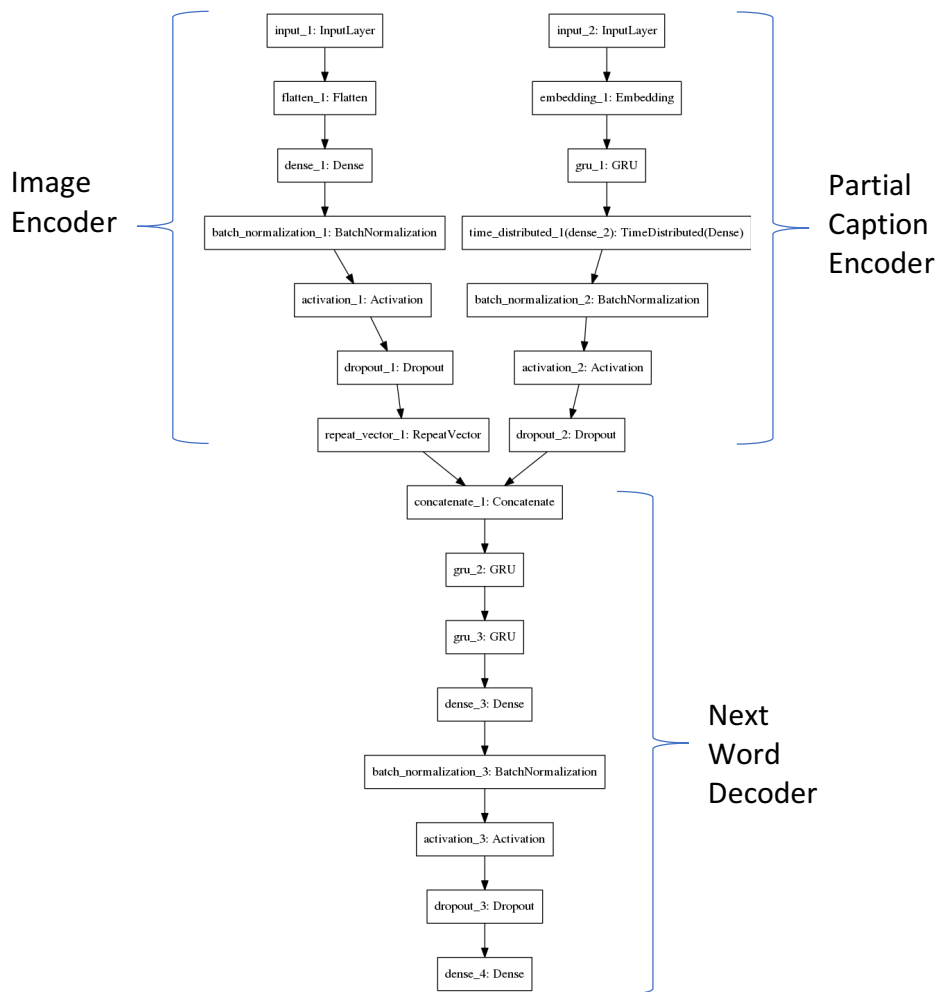 Image
Encoder
input_1: InputLayer
flatten_1: Flatten
dense_1: Dense
batch_normalization_1: BatchNormalization
activation_1: Activation
dropout_1: Dropout
repeat_vector_1: RepeatVector
input_2: InputLayer
embedding_1: Embedding
gru_1: GRU
time_distributed_1(dense_2): TimeDistributed(Dense)
batch_normalization_2: BatchNormalization
activation_2: Activation
dropout_2: Dropout
Partial
Caption
Encoder
concatenate_1: Concatenate
gru_2: GRU
gru_3: GRU
dense_3: Dense
batch_normalization_3: BatchNormalization
activation_3: Activation
dropout_3: Dropout
dense_4: Dense
Next
Word
Decoder